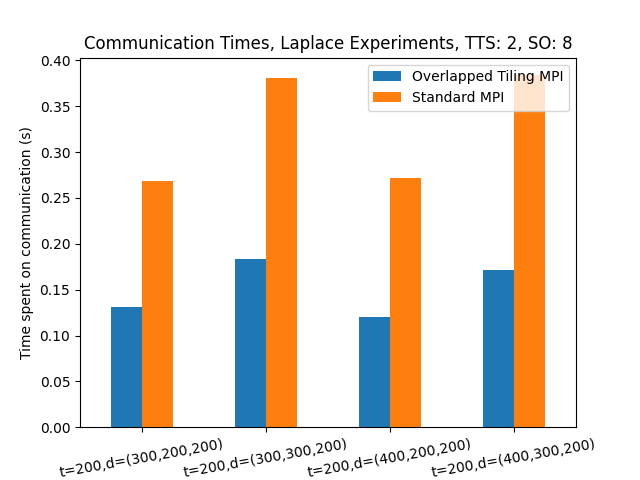 Communication Times, Laplace Experiments, TTS: 2, SO: 8
Overlapped Tiling MPI
Standard MPI
Time spent on communication (s)
0.40
0.35
0.30
0.25
0.20
0.15
0.10
0.05
0.00
t=200,d=(300,200,200)
t=200,d=(300,300,200)
t=200,d=(400,200,200)
t=200,d=(400,300,200)